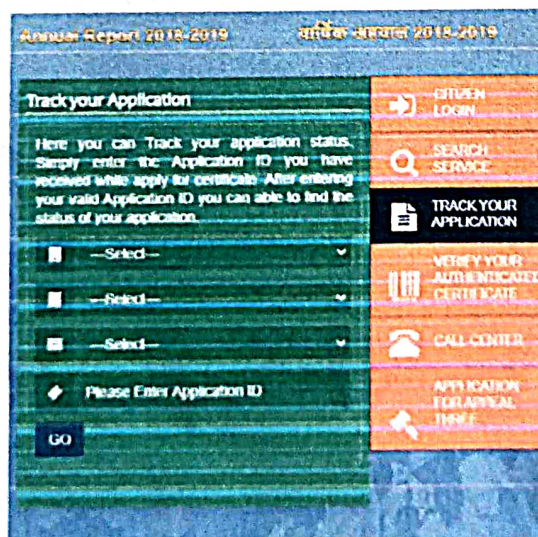 Annual Report 2018-2019
वार्षिक अहवाल 2018-2019
Track your Application
Here you can Track your application status,
Simply enter the Application ID you have
received while apply for certificate. After entering
your valid Application ID you can able to find the
status of your application.
---Select---
---Select---
---Select---
Please Enter Application ID
GO
CITIZEN
LOGIN
SEARCH
SERVICE
TRACK YOUR
APPLICATION
VERIFY YOUR
AUTHENTICATED
CERTIFICATE
CALL CENTER
APPLICATION
FOR APPEAL
THREE